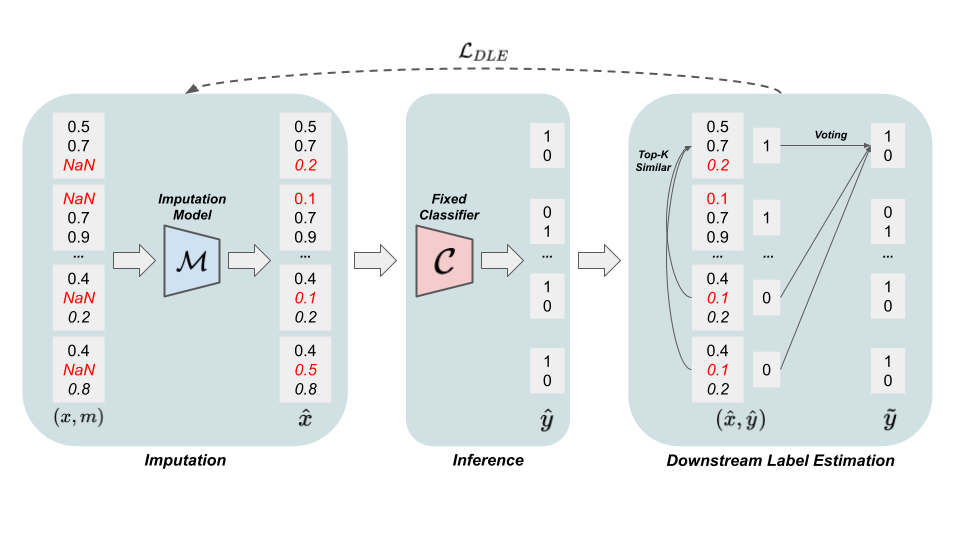 $\mathcal{L}_{DLE}$
0.5
0.7
NaN
NaN
0.7
0.9
...
0.4
NaN
0.2
0.4
NaN
0.8
(x, m)
Imputation
Model
$\mathcal{M}$
0.5
0.7
0.2
0.1
0.7
0.9
...
0.4
0.1
0.2
0.4
0.5
0.8
$\hat{x}$
Imputation
Fixed
Classifier
$\mathcal{C}$
1
0
0
1
...
1
0
1
0
$\hat{y}$
Inference
Top-K
Similar
0.5
0.7
0.2
0.1
0.7
0.9
...
0.4
0.1
0.2
0.4
0.1
0.2
1
1
...
0
0
$(\hat{x}, \hat{y})$
Voting
1
0
0
1
...
1
0
1
0
$\tilde{y}$
Downstream Label Estimation